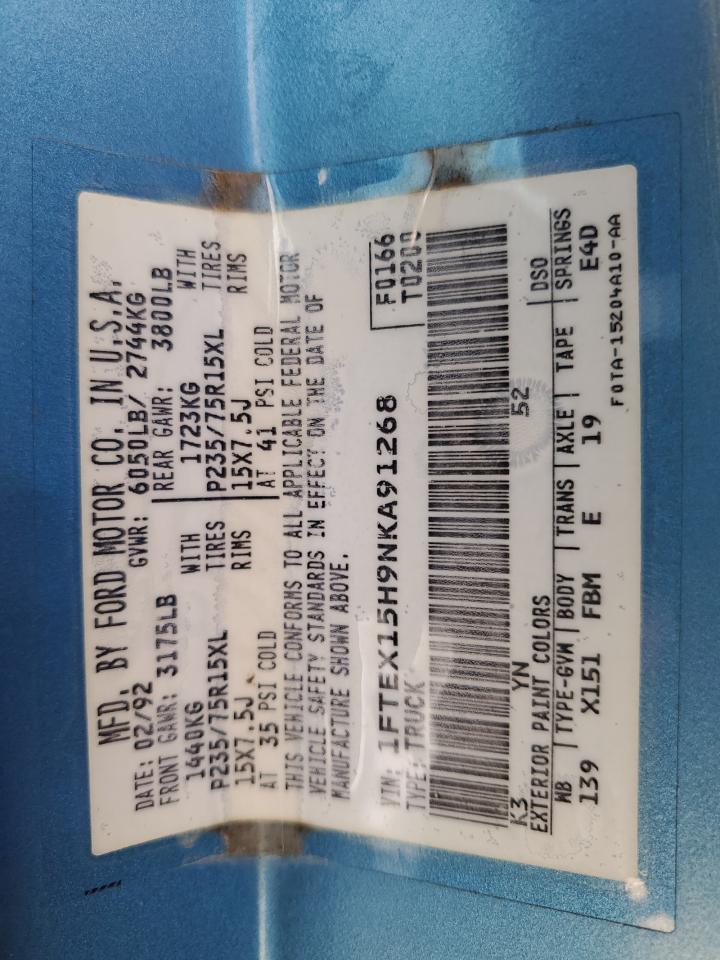 MFD. BY FORD MOTOR CO. IN U.S.A.
DATE: 02/92 GVWR: 6050LB/ 2744KG
FRONT GAWR: 3175LB REAR GAWR: 3800LB
1440KG WITH 1723KG WITH
P235/75R15XL TIRES P235/75R15XL TIRES
15X7.5J RIMS 15X7.5J RIMS
AT 35 PSI COLD AT 41 PSI COLD
THIS VEHICLE CONFORMS TO ALL APPLICABLE FEDERAL MOTOR
VEHICLE SAFETY STANDARDS IN EFFECT ON THE DATE OF
MANUFACTURE SHOWN ABOVE.
VIN: 1FTEX15H9NKA91268 F0166
TYPE: TRUCK T0200
K3 YN 52
EXTERIOR PAINT COLORS DSO
WB TYPE-GVM BODY TRANS AXLE TAPE SPRINGS
139 X151 FBM E 19 E4D
F0TA-15204A10-AA